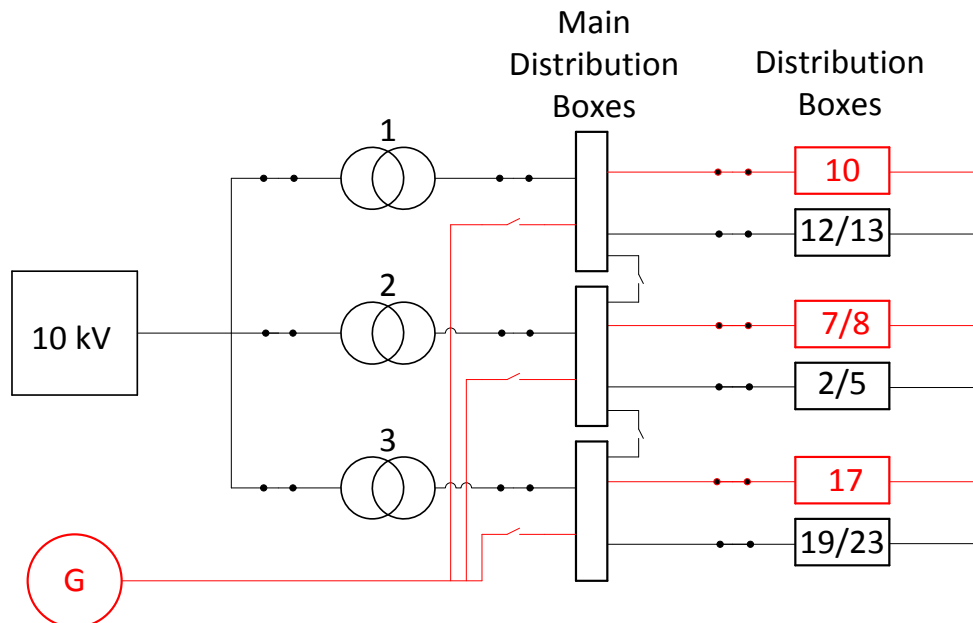 Main
Distribution
Boxes
Distribution
Boxes
1
10
12/13
2
10 kV
7/8
2/5
3
17
19/23
G